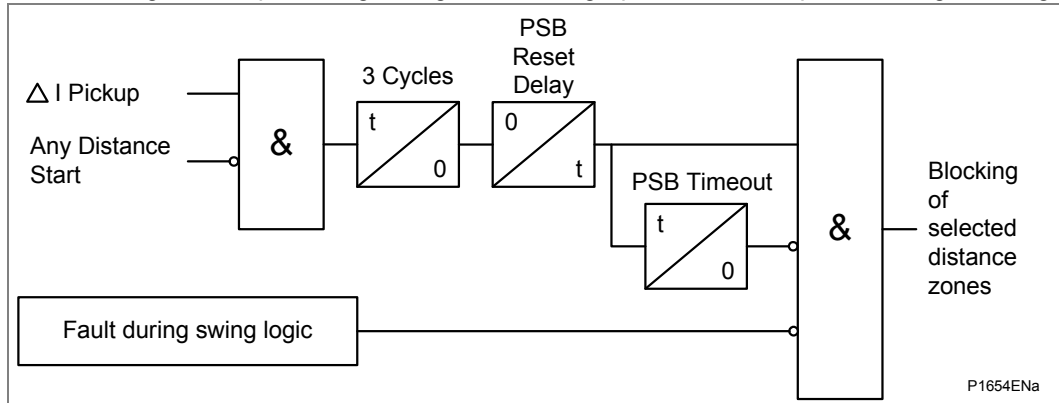 PSB
Reset
Delay
3 Cycles
△ I Pickup
t
0
0
t
Any Distance
Start
&
PSB Timeout
t
0
&
Blocking
of
selected
distance
zones
Fault during swing logic
P1654ENa